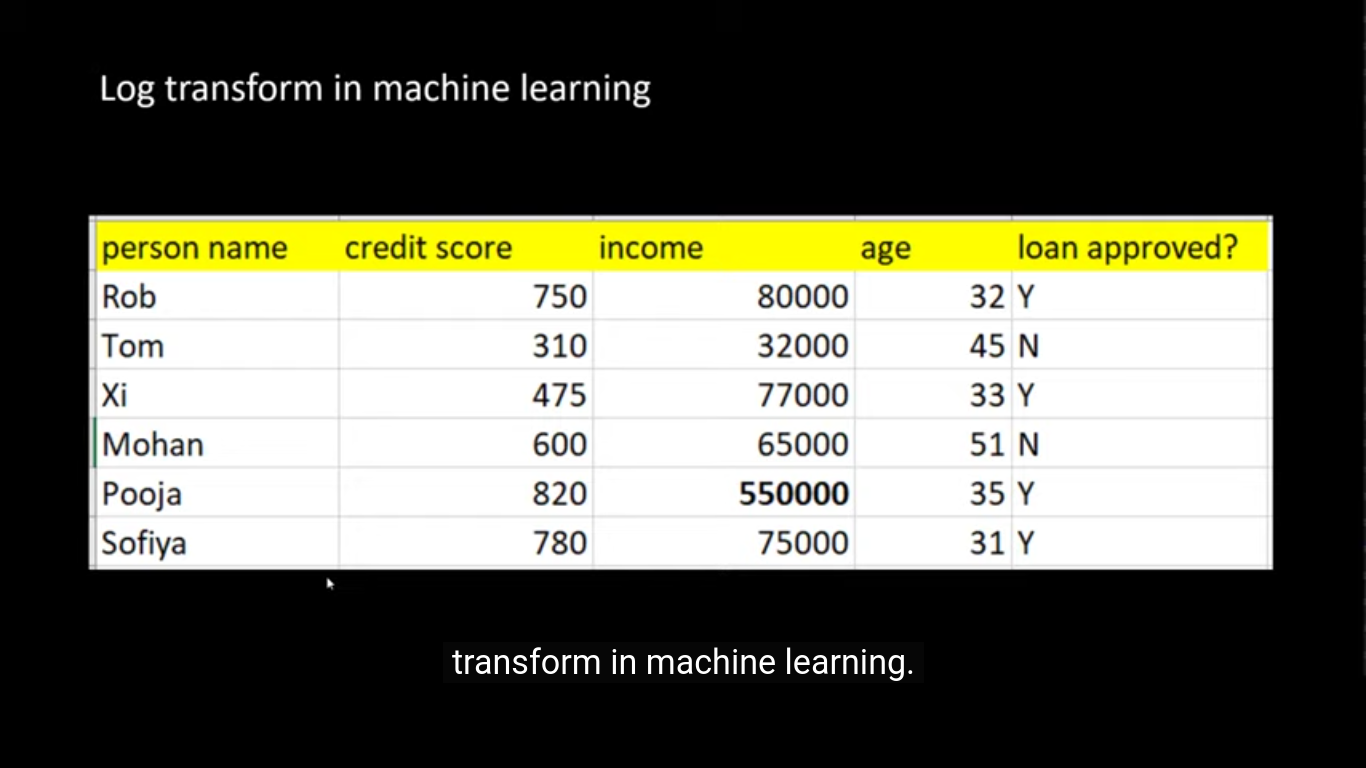 Log transform in machine learning
person name credit score income age loan approved?
Rob 750 80000 32 Y
Tom 310 32000 45 N
Xi 475 77000 33 Y
Mohan 600 65000 51 N
Pooja 820 550000 35 Y
Sofiya 780 75000 31 Y
transform in machine learning.